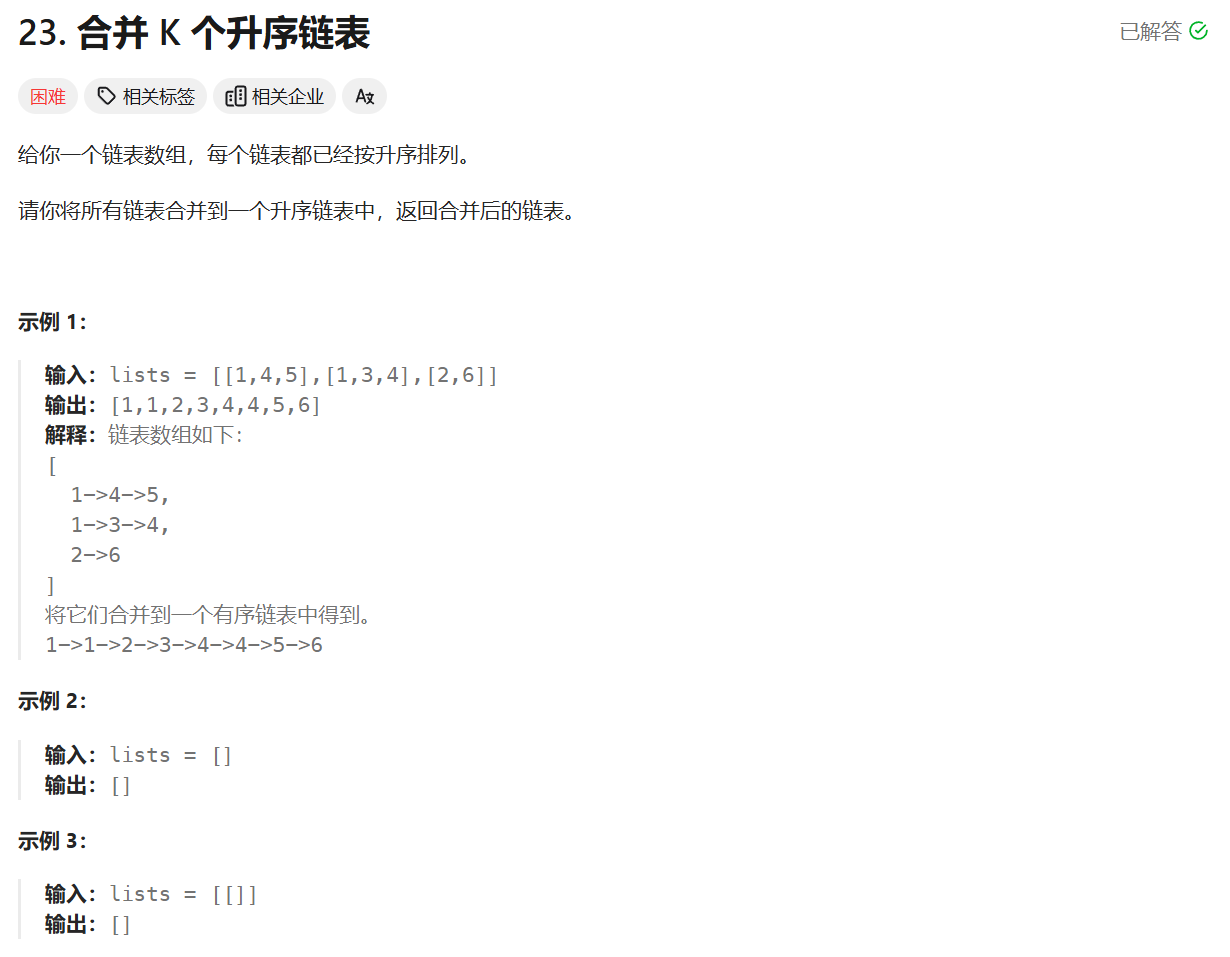 23. 合并 K 个升序链表
已解答
困难
相关标签
相关企业
给你一个链表数组，每个链表都已经按升序排列。
请你将所有链表合并到一个升序链表中，返回合并后的链表。
示例 1：
输入：lists = [[1,4,5],[1,3,4],[2,6]]
输出：[1,1,2,3,4,4,5,6]
解释：链表数组如下：
[
  1->4->5,
  1->3->4,
  2->6
]
将它们合并到一个有序链表中得到。
1->1->2->3->4->4->5->6
示例 2：
输入：lists = []
输出：[]
示例 3：
输入：lists = [[]]
输出：[]